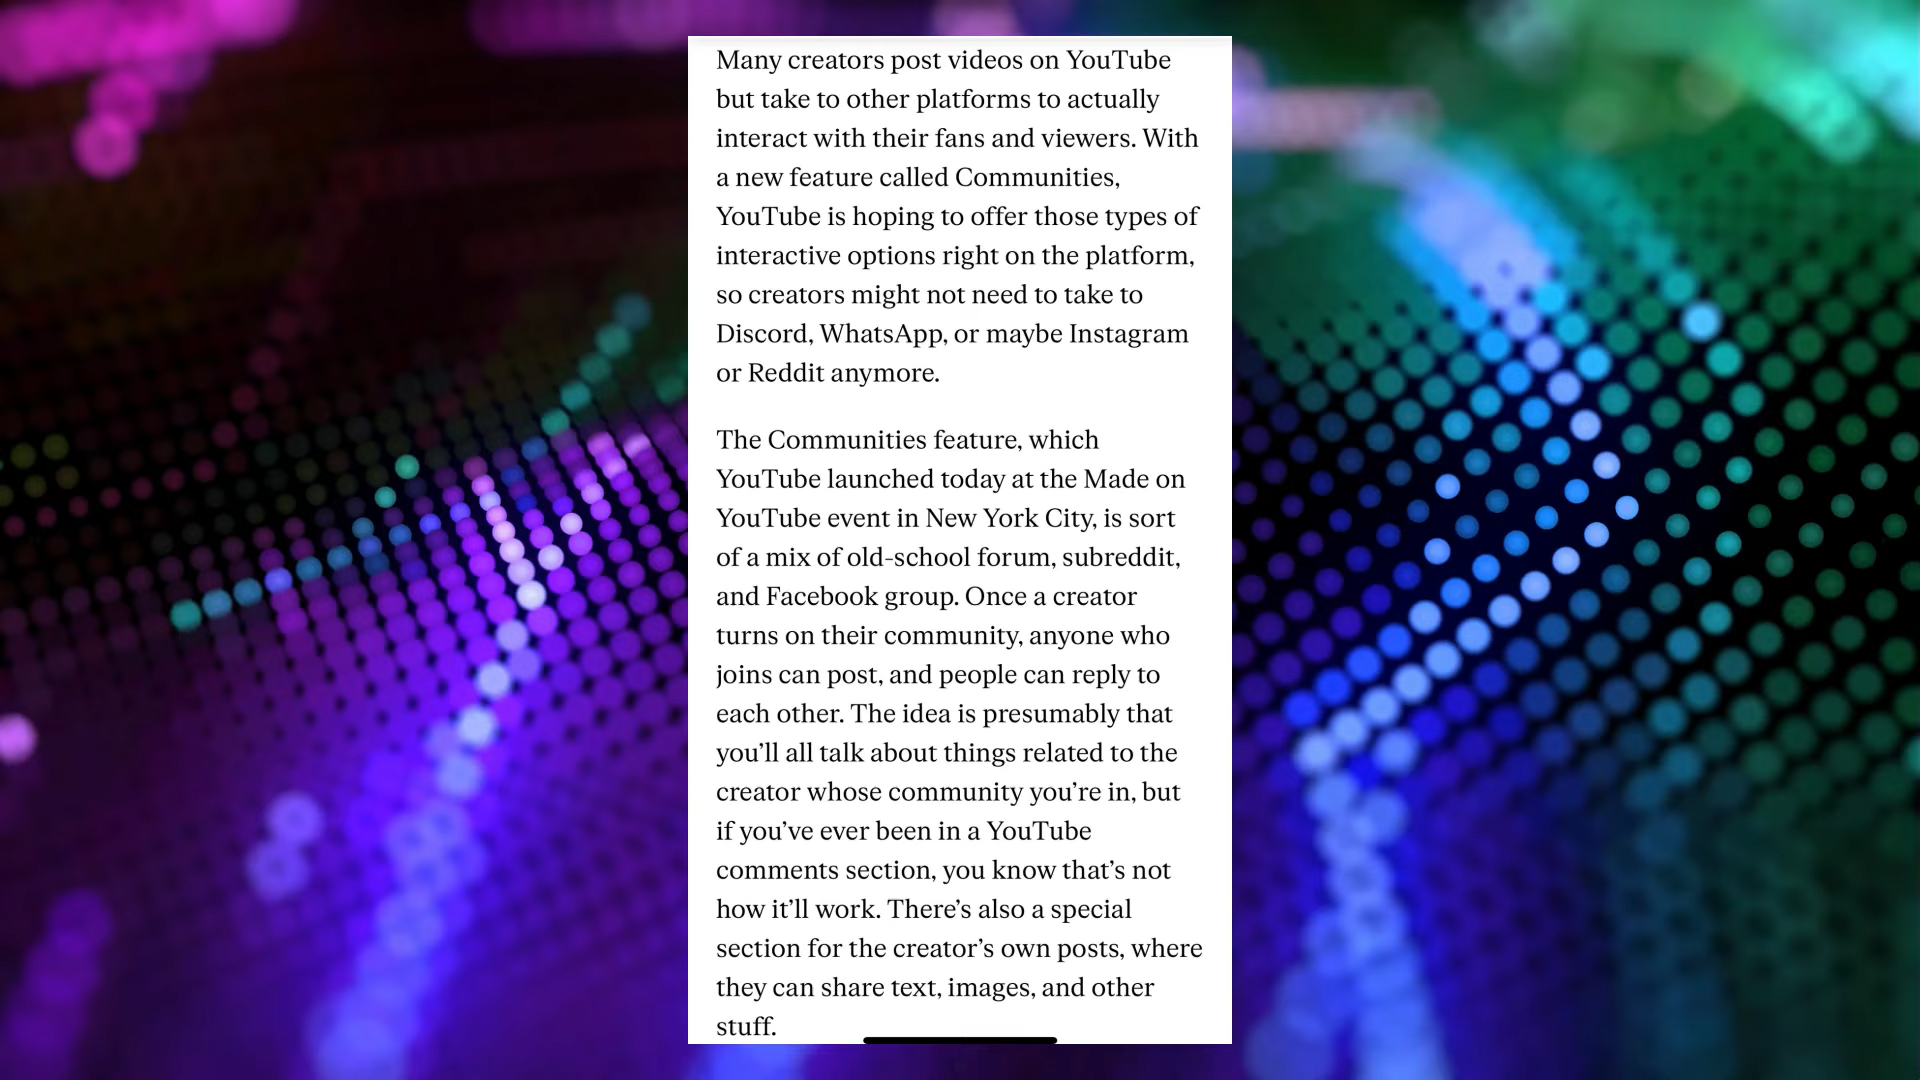 Many creators post videos on YouTube
but take to other platforms to actually
interact with their fans and viewers. With
a new feature called Communities,
YouTube is hoping to offer those types of
interactive options right on the platform,
so creators might not need to take to
Discord, WhatsApp, or maybe Instagram
or Reddit anymore.
The Communities feature, which
YouTube launched today at the Made on
YouTube event in New York City, is sort
of a mix of old-school forum, subreddit,
and Facebook group. Once a creator
turns on their community, anyone who
joins can post, and people can reply to
each other. The idea is presumably that
you’ll all talk about things related to the
creator whose community you’re in, but
if you’ve ever been in a YouTube
comments section, you know that’s not
how it’ll work. There’s also a special
section for the creator’s own posts, where
they can share text, images, and other
stuff.